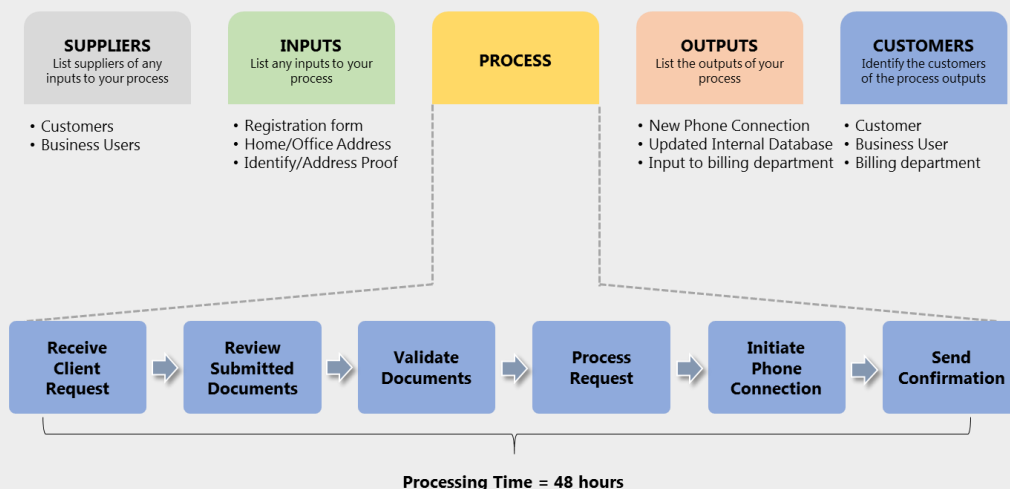 SUPPLIERS
List suppliers of any
inputs to your process
• Customers
• Business Users
INPUTS
List any inputs to your
process
• Registration form
• Home/Office Address
• Identify/Address Proof
PROCESS
OUTPUTS
List the outputs of your
process
• New Phone Connection
• Updated Internal Database
• Input to billing department
CUSTOMERS
Identify the customers
of the process outputs
• Customer
• Business User
• Billing department
Receive
Client
Request
Review
Submitted
Documents
Validate
Documents
Process
Request
Initiate
Phone
Connection
Send
Confirmation
Processing Time = 48 hours